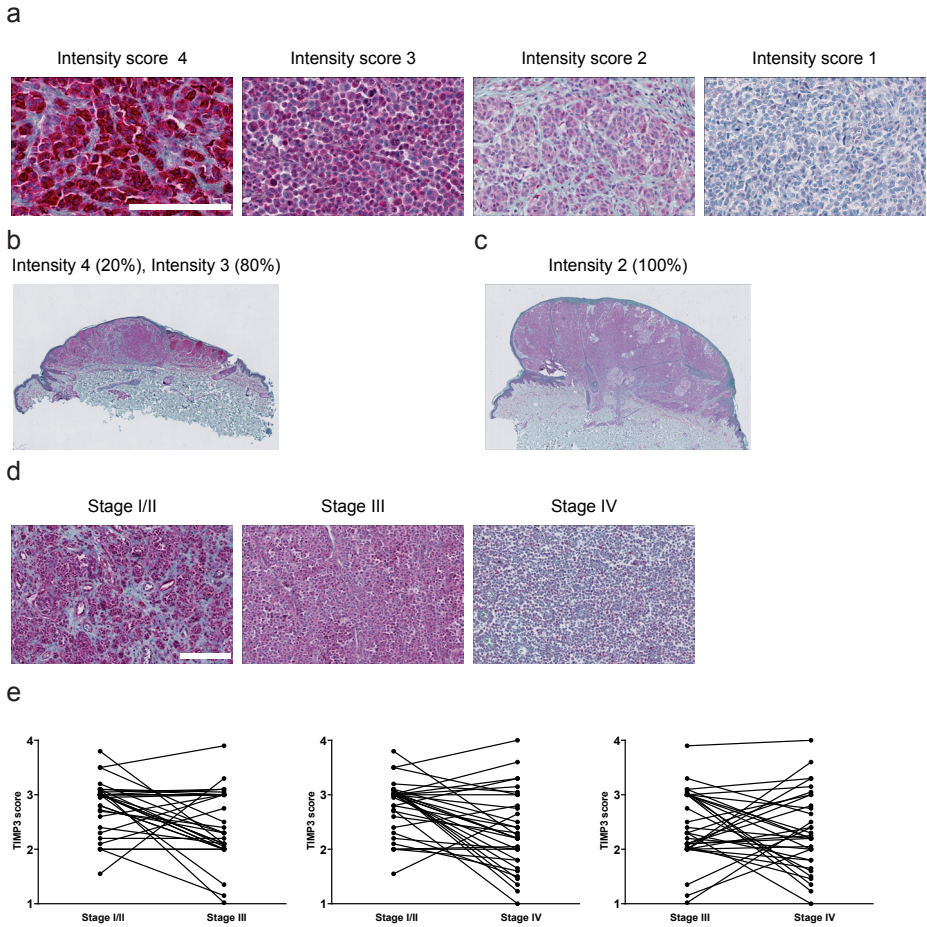 a
Intensity score 4
Intensity score 3
Intensity score 2
Intensity score 1
b
Intensity 4 (20%), Intensity 3 (80%)
c
Intensity 2 (100%)
d
Stage I/II
Stage III
Stage IV
e
4
3
2
1
TIMP3 score
Stage I/II
Stage III
4
3
2
1
TIMP3 score
Stage I/II
Stage IV
4
3
2
1
TIMP3 score
Stage III
Stage IV